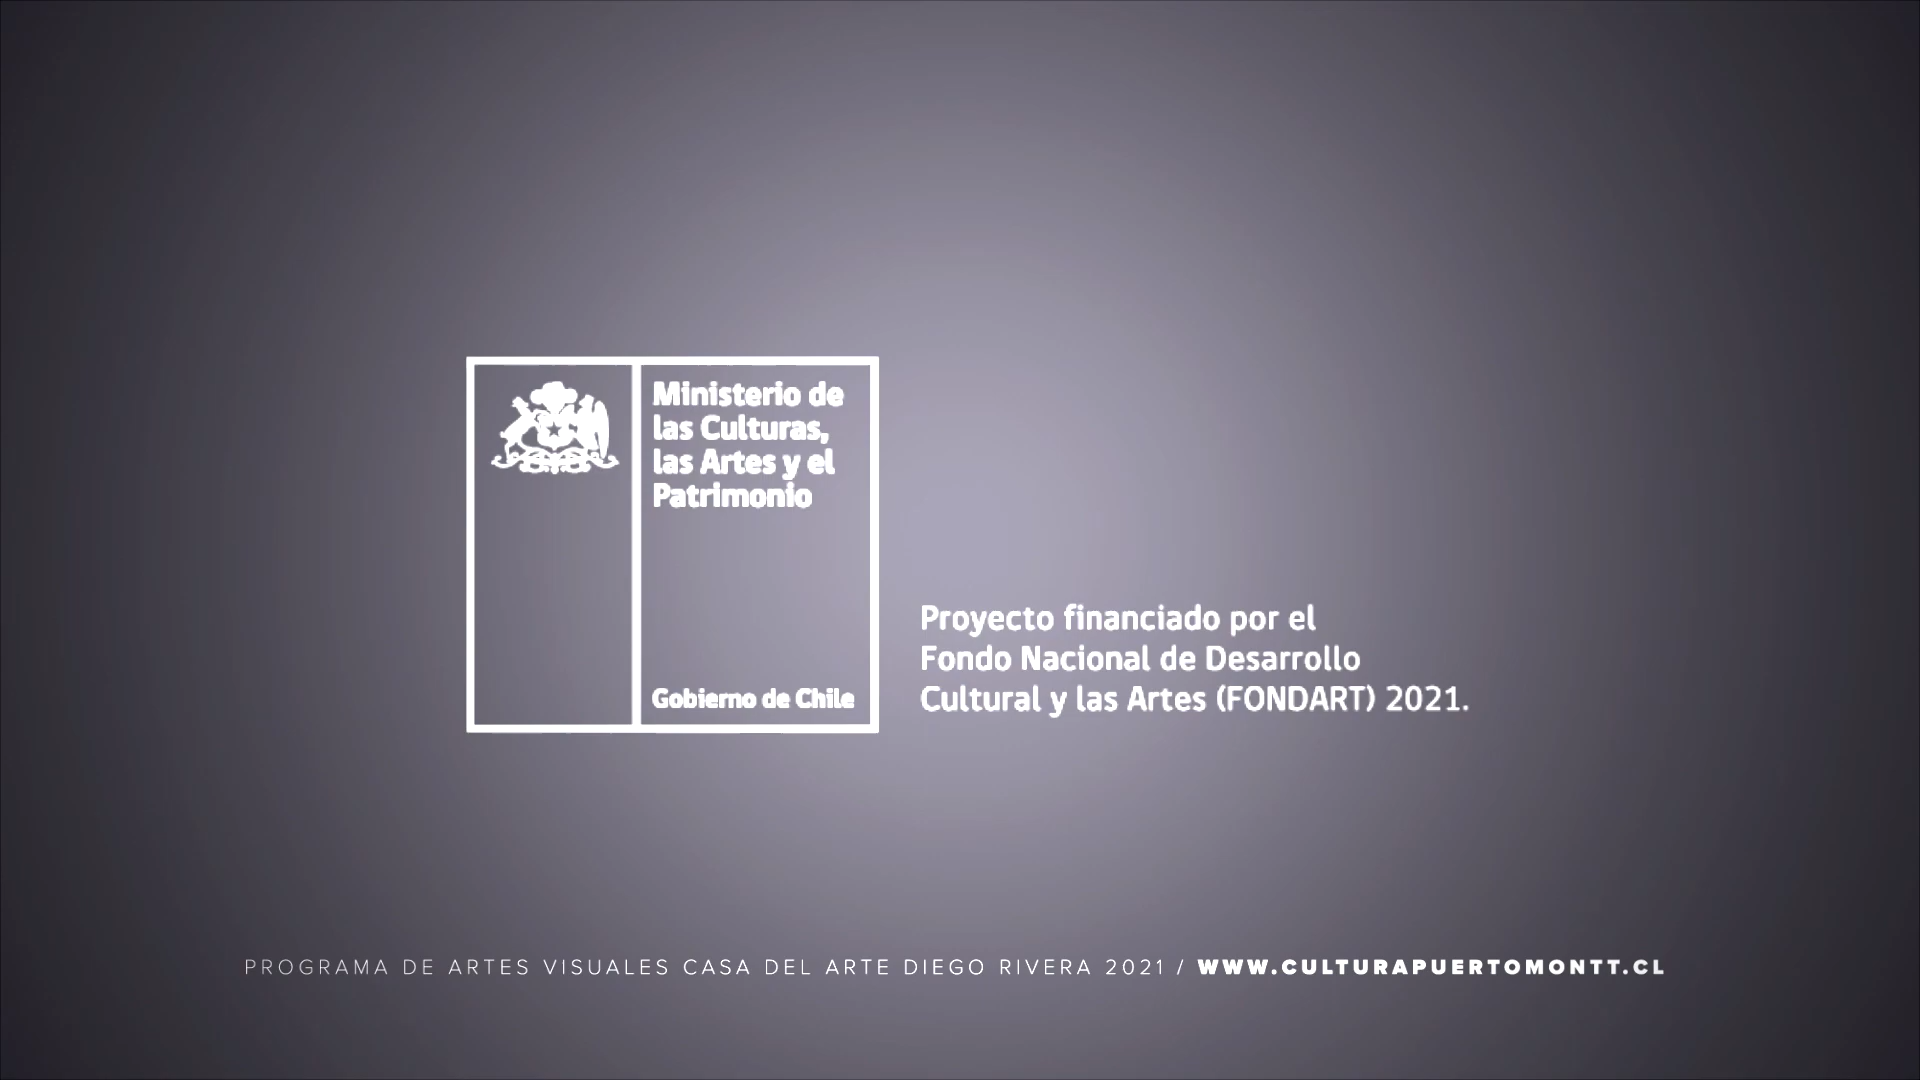 Ministerio de
las Culturas,
las Artes y el
Patrimonio
Gobierno de Chile
Proyecto financiado por el
Fondo Nacional de Desarrollo
Cultural y las Artes (FONDART) 2021.
PROGRAMA DE ARTES VISUALES CASA DEL ARTE DIEGO RIVERA 2021 / WWW.CULTURAPUERTOMONTT.CL